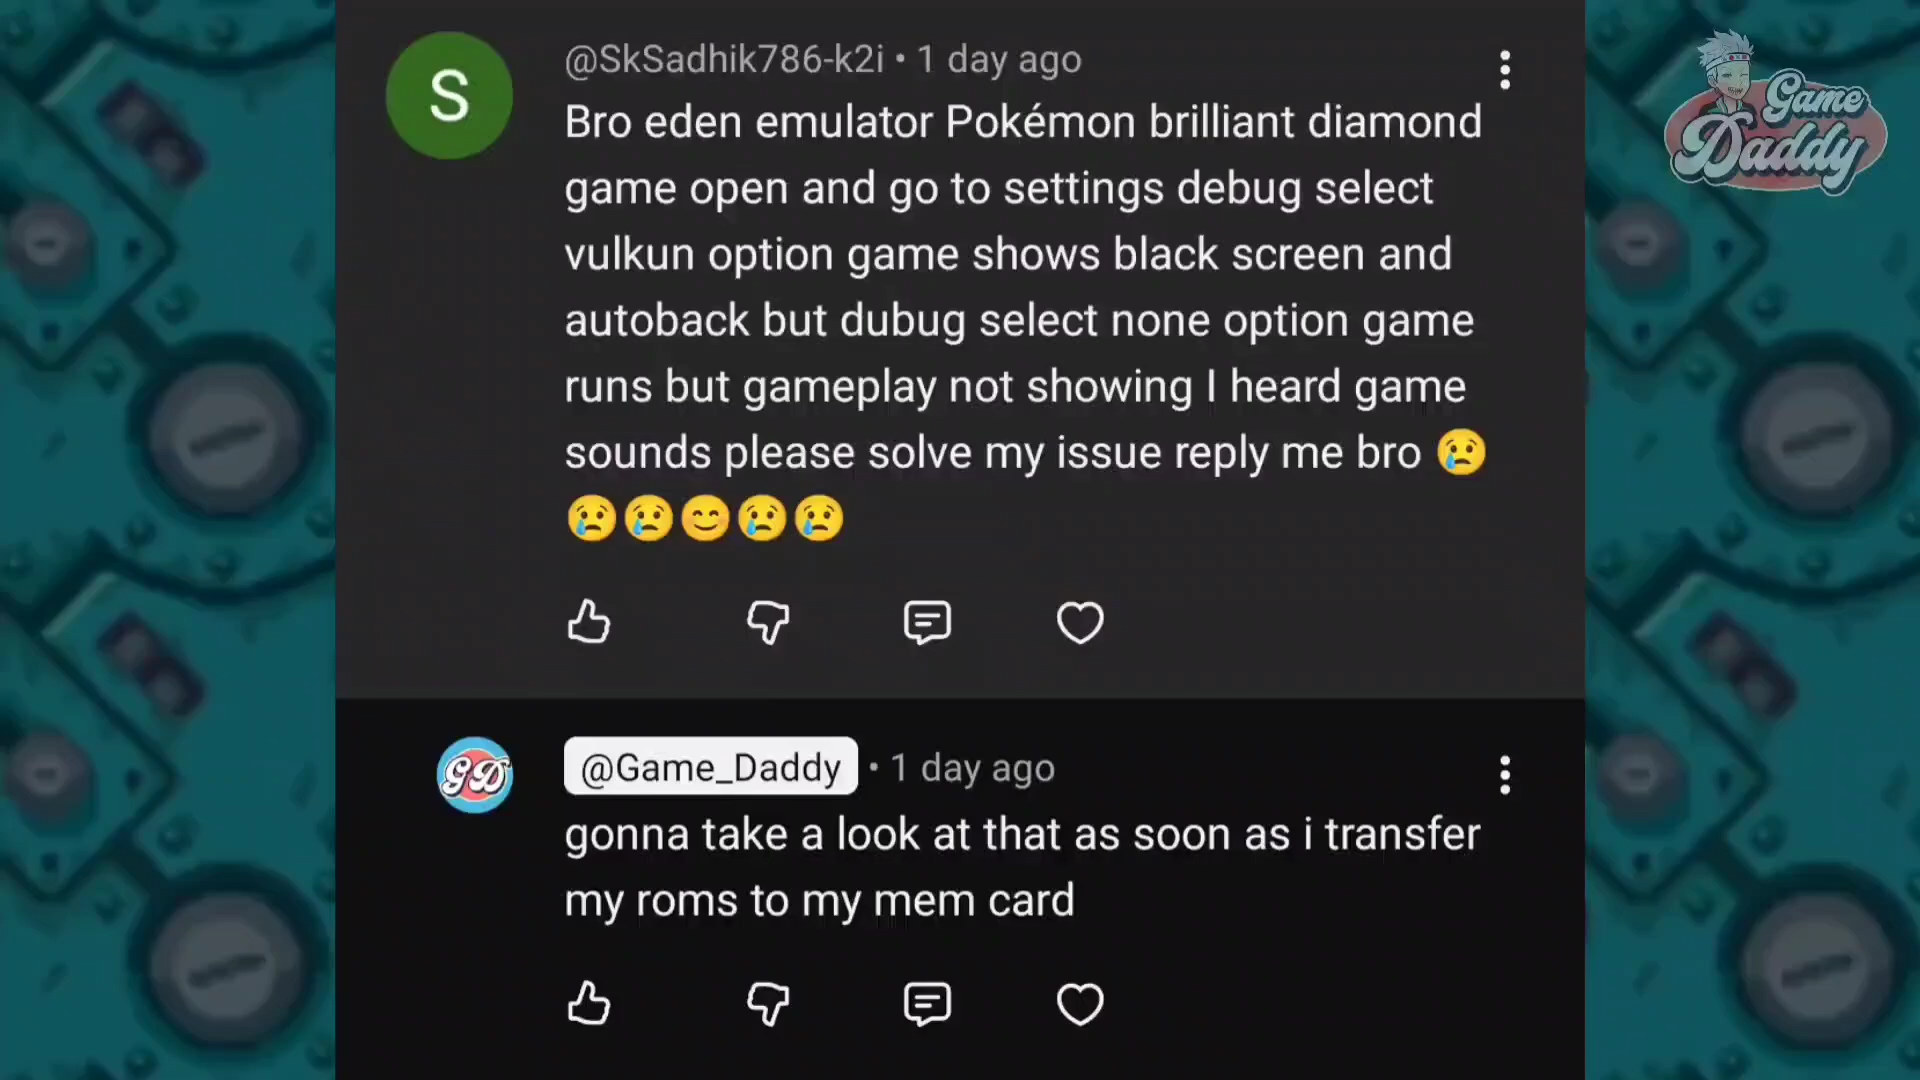 @SkSadhik786-k2i • 1 day ago
Bro eden emulator Pokémon brilliant diamond
game open and go to settings debug select
vulkun option game shows black screen and
autoback but dubug select none option game
runs but gameplay not showing I heard game
sounds please solve my issue reply me bro 😢
😢😢😊😢😢
@Game_Daddy • 1 day ago
gonna take a look at that as soon as i transfer
my roms to my mem card
Game
Daddy
S
GD